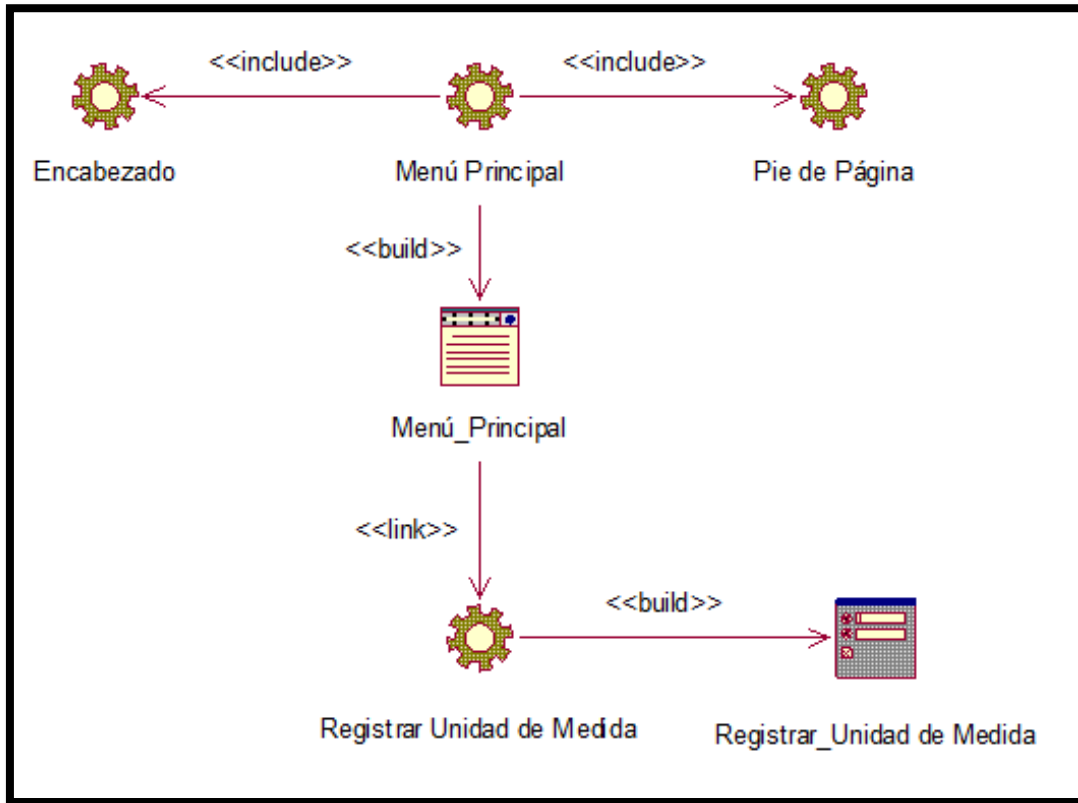 <<include>>
<<include>>
Encabezado
Menú Principal
Pie de Página
<<build>>
Menú_Principal
<<link>>
<<build>>
Registrar Unidad de Medida
Registrar_Unidad de Medida